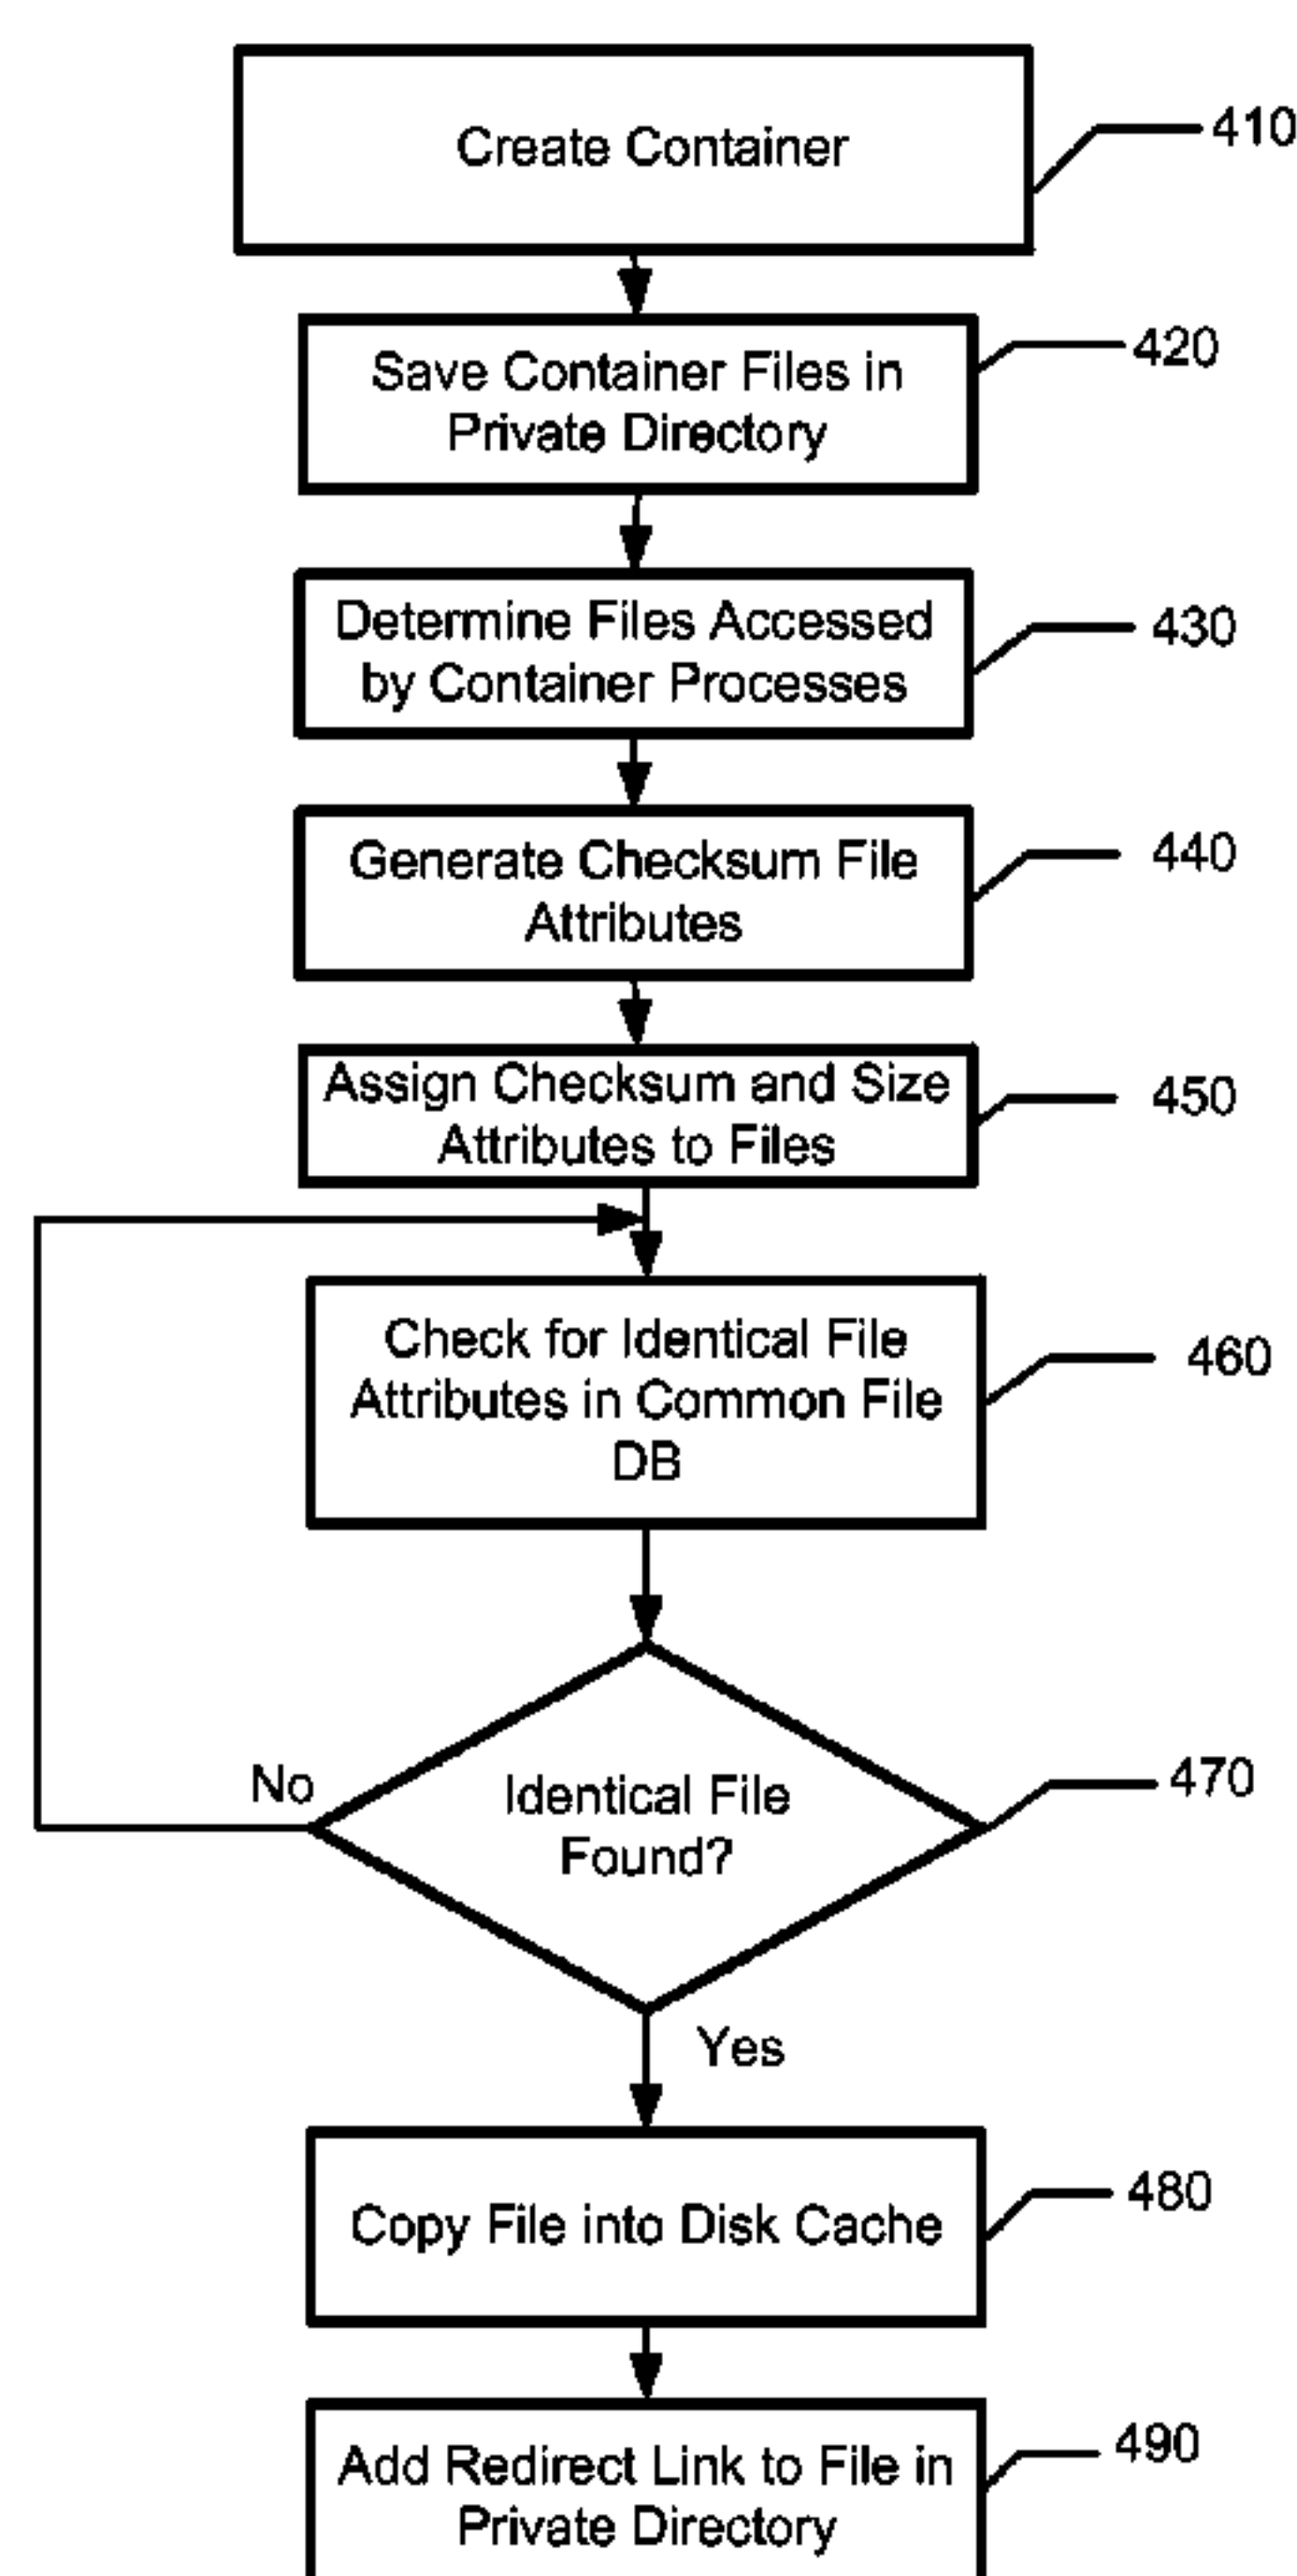 Create Container
410
Save Container Files in
Private Directory
420
Determine Files Accessed
by Container Processes
430
Generate Checksum File
Attributes
440
Assign Checksum and Size
Attributes to Files
450
Check for Identical File
Attributes in Common File
DB
460
No
Identical File
Found?
470
Yes
Copy File into Disk Cache
480
Add Redirect Link to File in
Private Directory
490